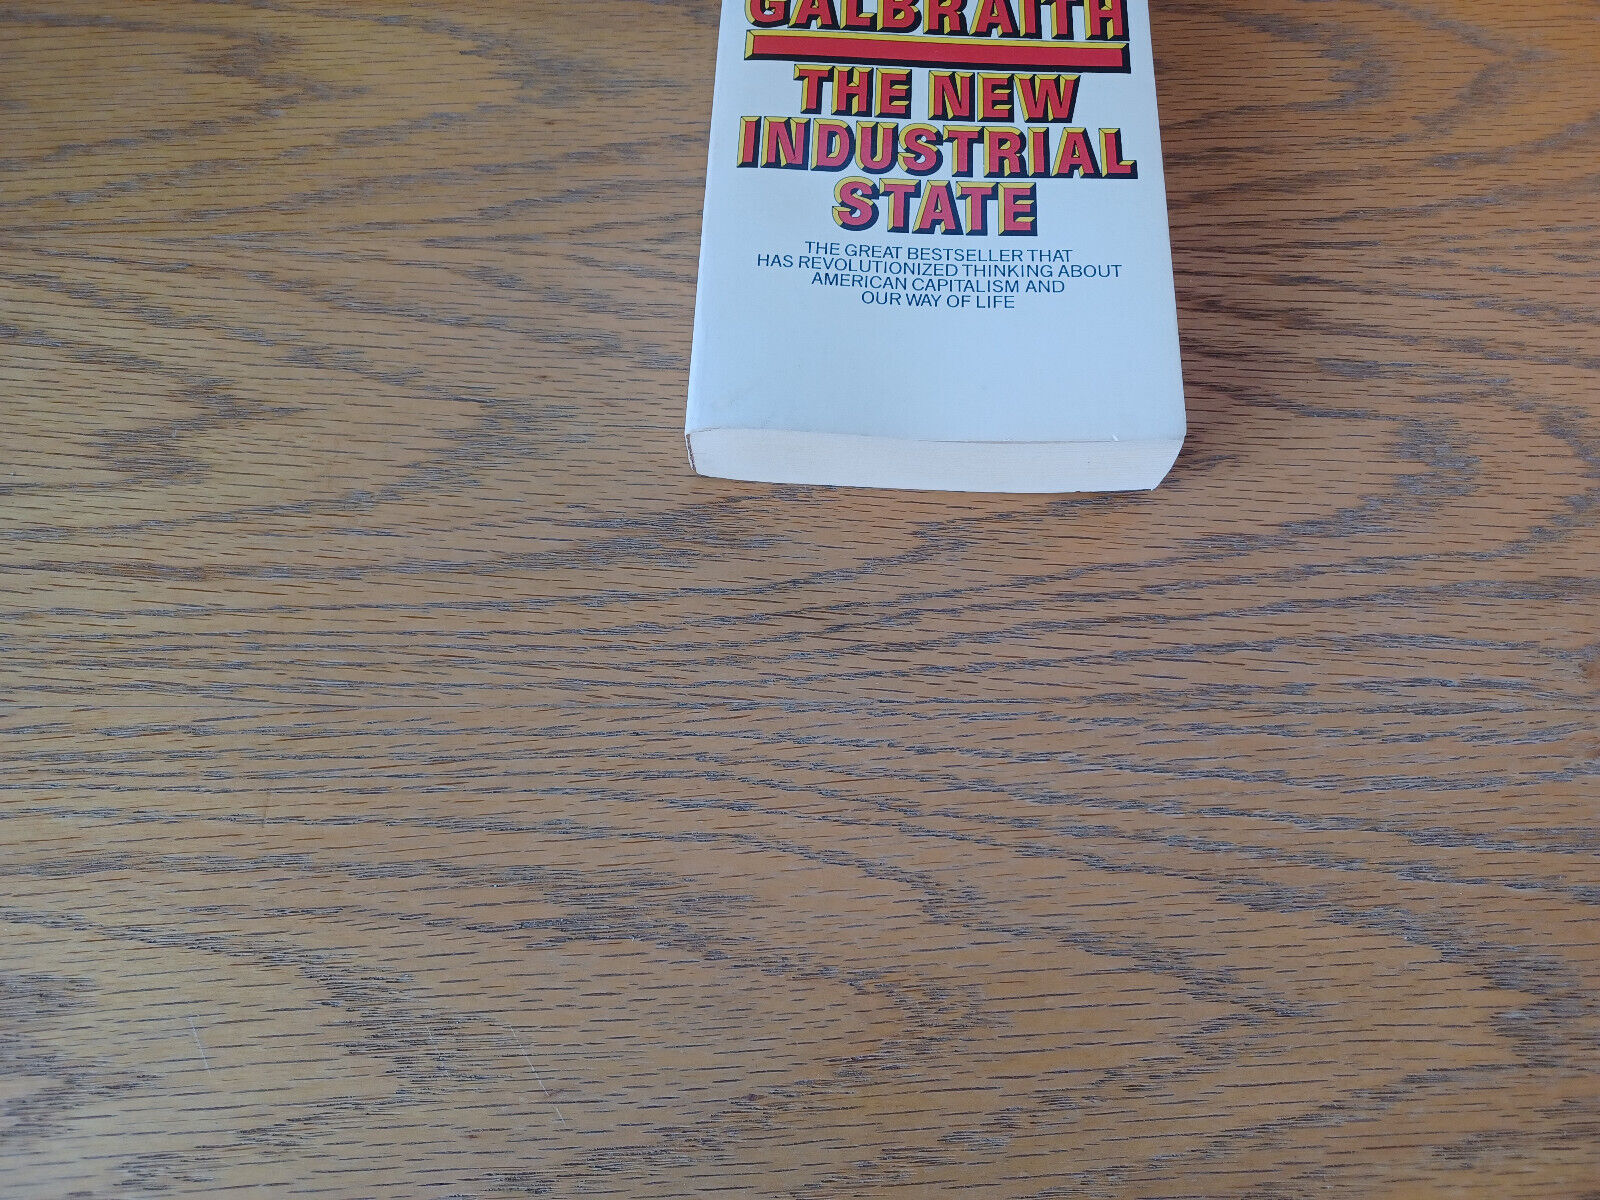 GALBRAITH
THE NEW
INDUSTRIAL
STATE
THE GREAT BESTSELLER THAT
HAS REVOLUTIONIZED THINKING ABOUT
AMERICAN CAPITALISM AND
OUR WAY OF LIFE